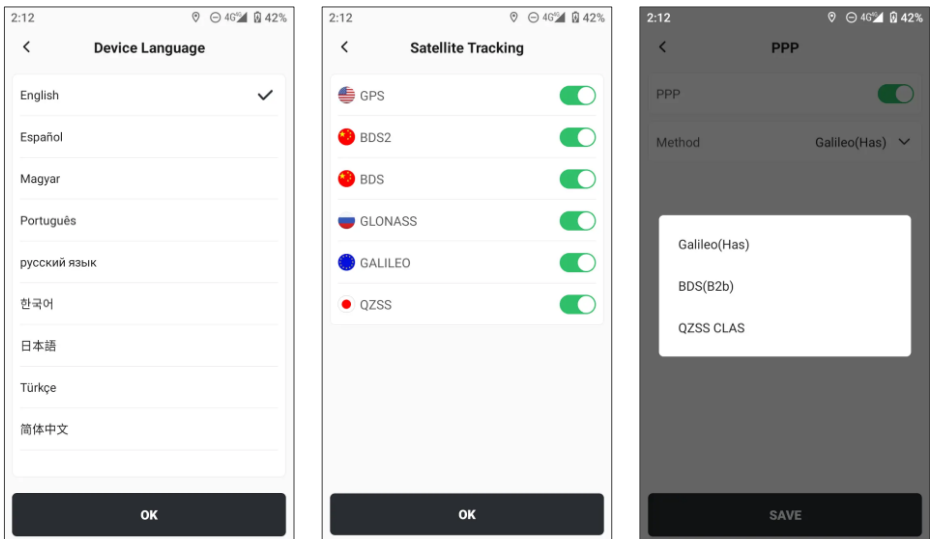 2:12
4G 42%
Device Language
English
Español
Magyar
Português
русский язык
한국어
日本語
Türkçe
简体中文
OK
2:12
4G 42%
Satellite Tracking
GPS
BDS2
BDS
GLONASS
GALILEO
QZSS
OK
2:12
4G 42%
PPP
PPP
Method Galileo(Has)
Galileo(Has)
BDS(B2b)
QZSS CLAS
SAVE